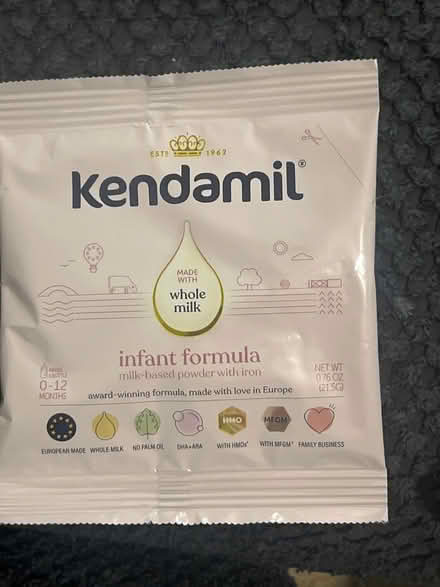 ESTD 1962
Kendamil®
MADE
WITH
whole
milk
infant formula
milk-based powder with iron
0-12
MONTHS
NET WT
0.76 OZ
(21.5G)
award-winning formula, made with love in Europe
HMO
MFGM
EUROPEAN MADE
WHOLE MILK
NO PALM OIL
DHA+ARA
WITH HMOs*
WITH MFGM*
FAMILY BUSINESS